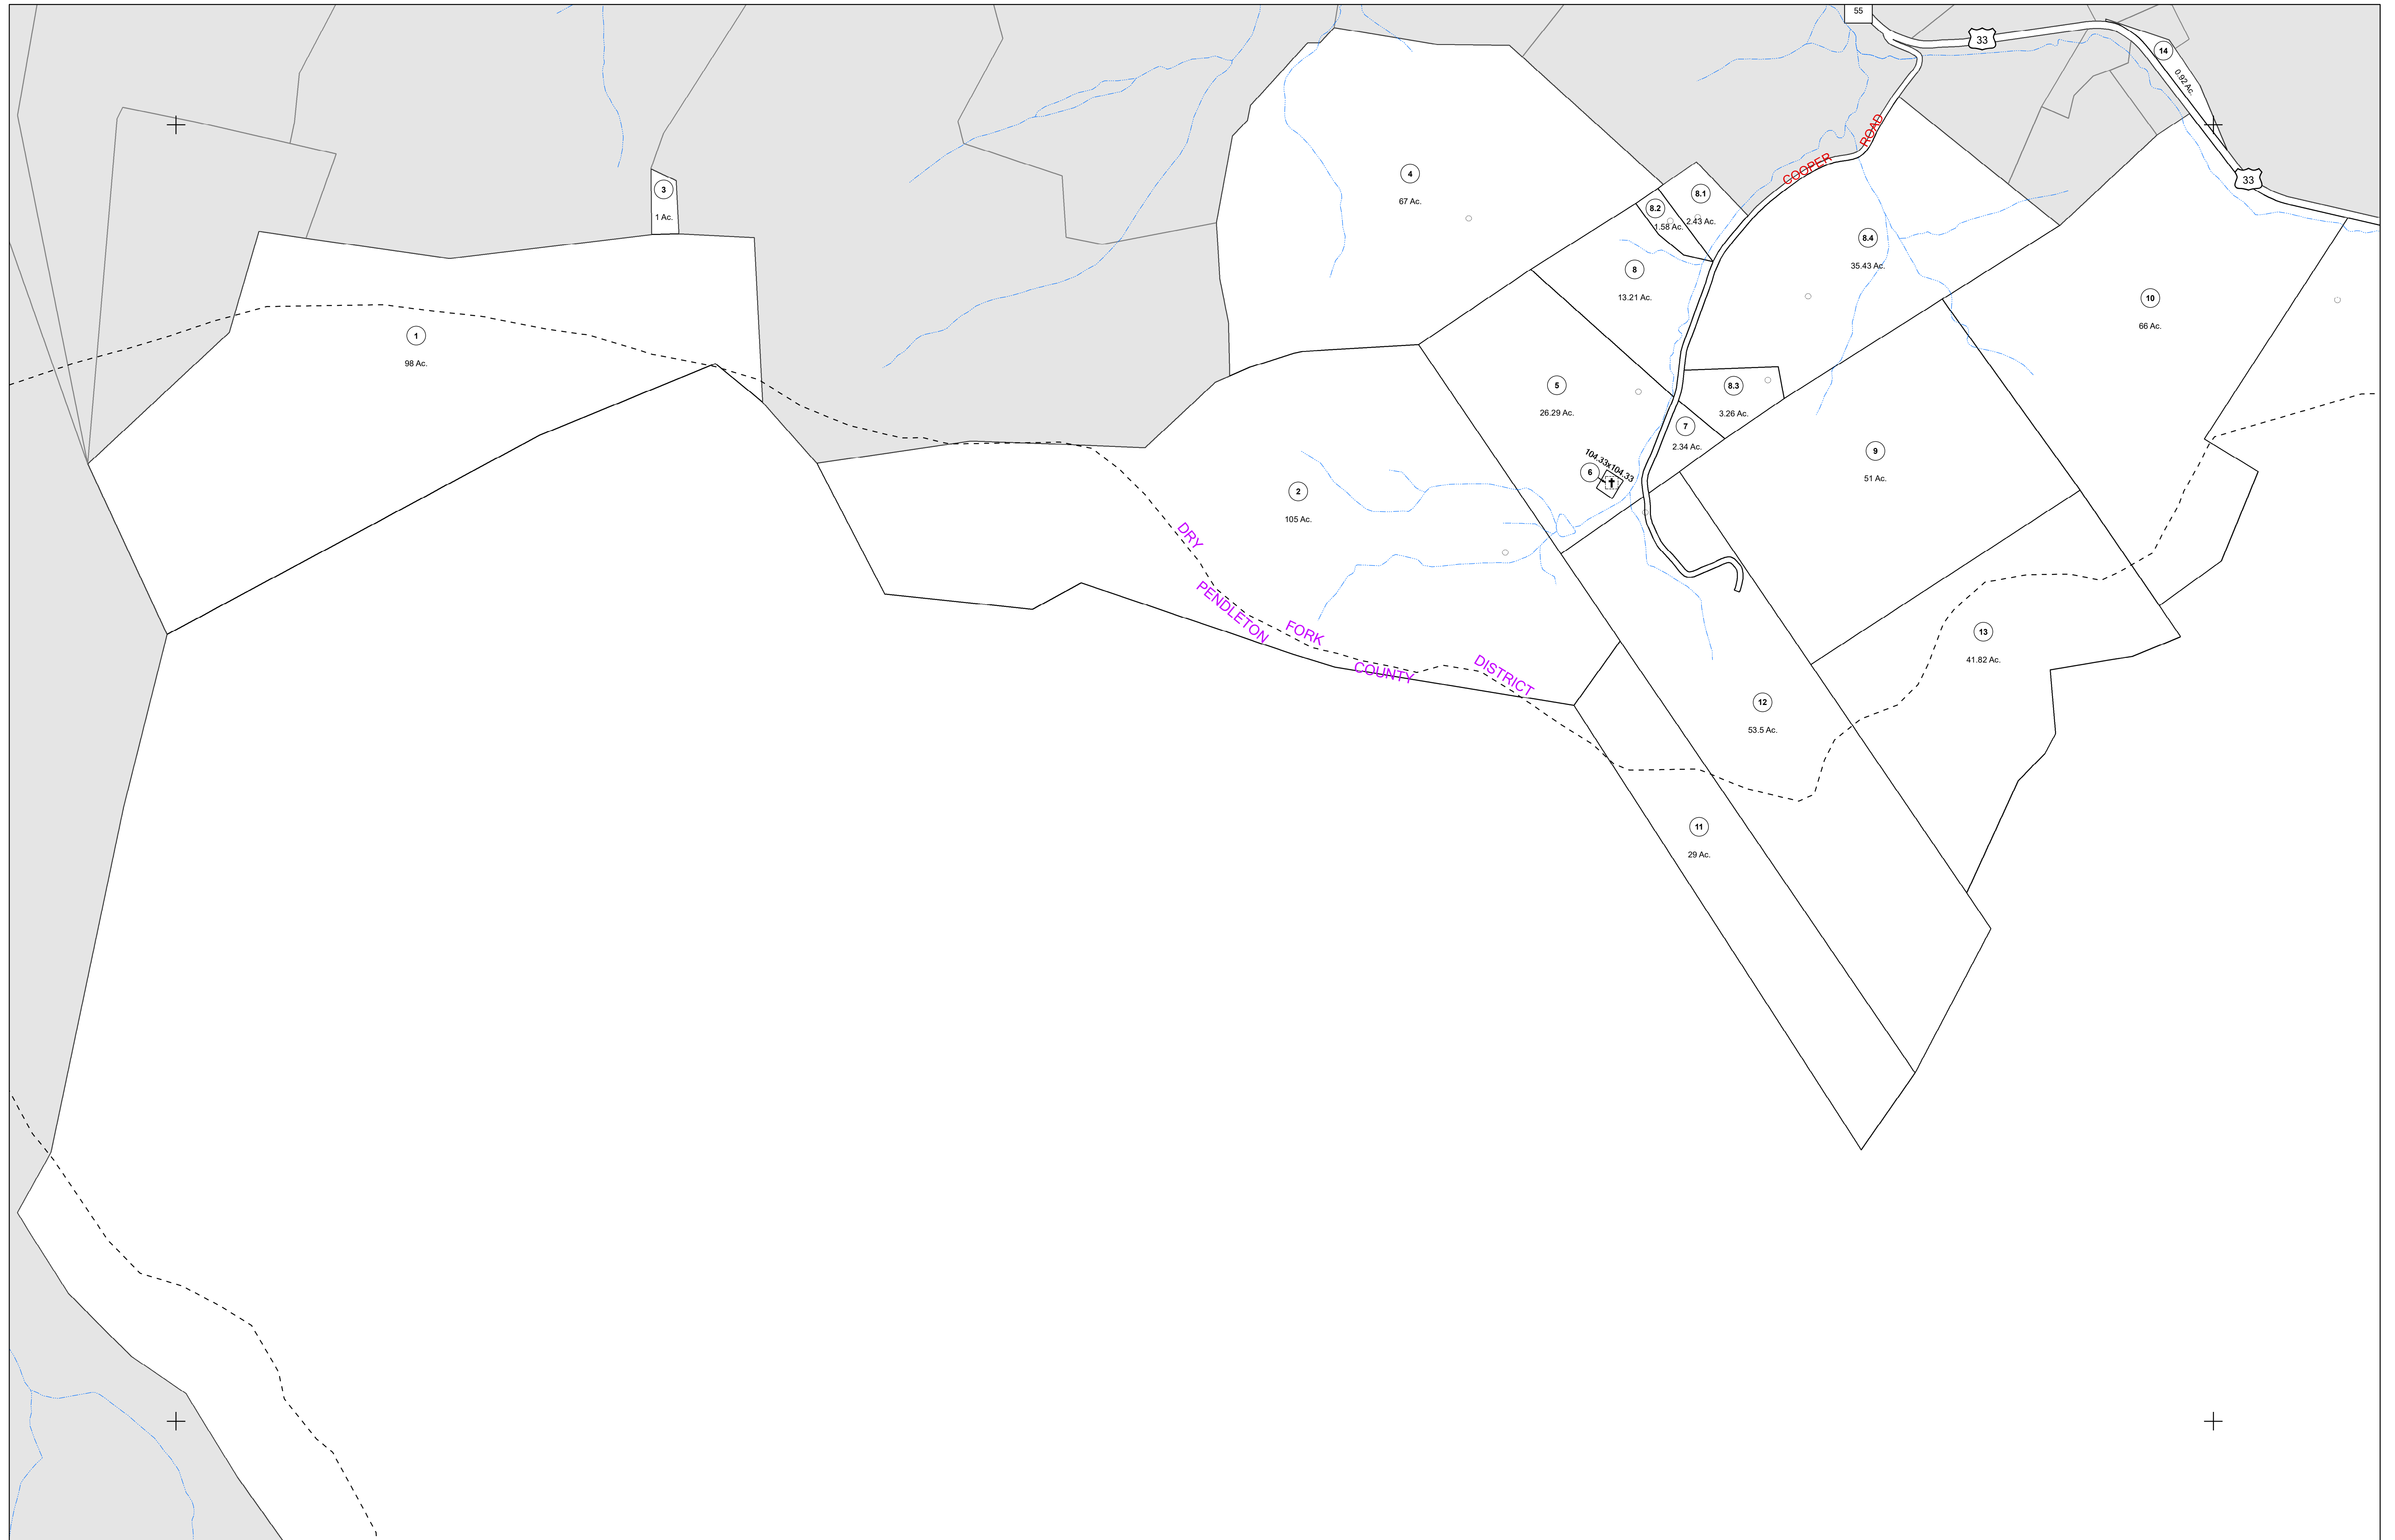 55
33
14
0.92 Ac.
33
COOPER ROAD
3
1 Ac.
4
67 Ac.
8.1
2.43 Ac.
8.2
1.58 Ac.
8.4
35.43 Ac.
8
13.21 Ac.
10
66 Ac.
1
98 Ac.
5
26.29 Ac.
8.3
3.26 Ac.
7
2.34 Ac.
9
51 Ac.
104.33x104.33
6
2
105 Ac.
DRY FORK DISTRICT
PENDLETON COUNTY
13
41.82 Ac.
12
53.5 Ac.
11
29 Ac.